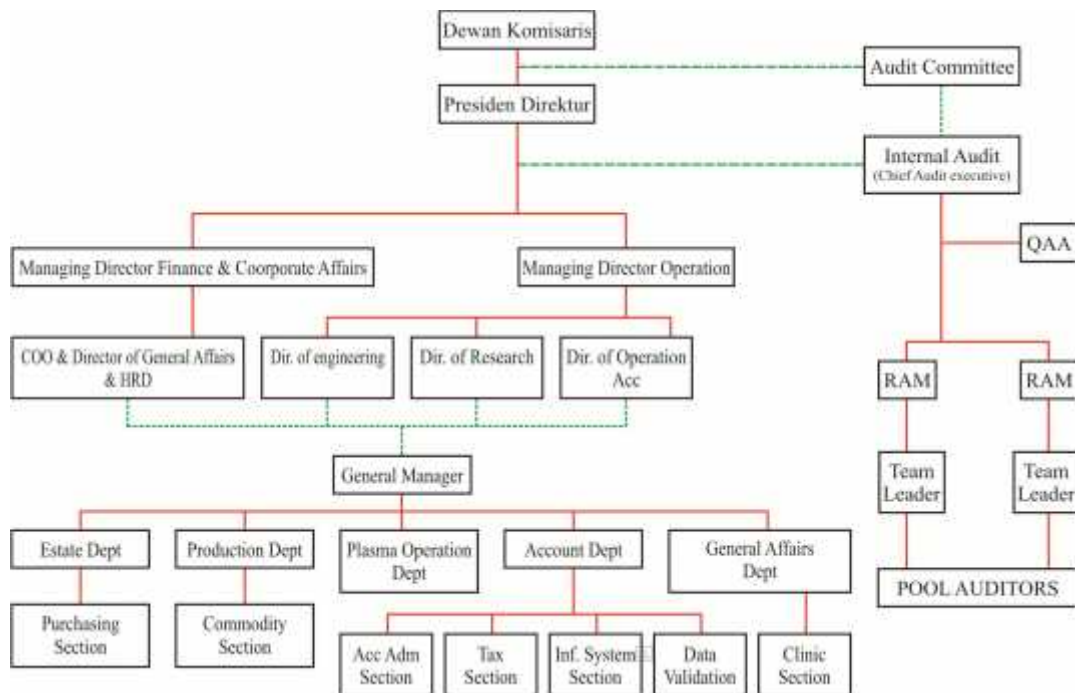 Dewan Komisaris
Audit Committee
Presiden Direktur
Internal Audit
(Chief Audit executive)
QAA
Managing Director Finance & Coorporate Affairs
Managing Director Operation
COO & Director of General Affairs
& HRD
Dir. of engineering
Dir. of Research
Dir. of Operation
Acc
RAM
RAM
General Manager
Team
Leader
Team
Leader
Estate Dept
Production Dept
Plasma Operation
Dept
Account Dept
General Affairs
Dept
POOL AUDITORS
Purchasing
Section
Commodity
Section
Acc Adm
Section
Tax
Section
Inf. System
Section
Data
Validation
Clinic
Section